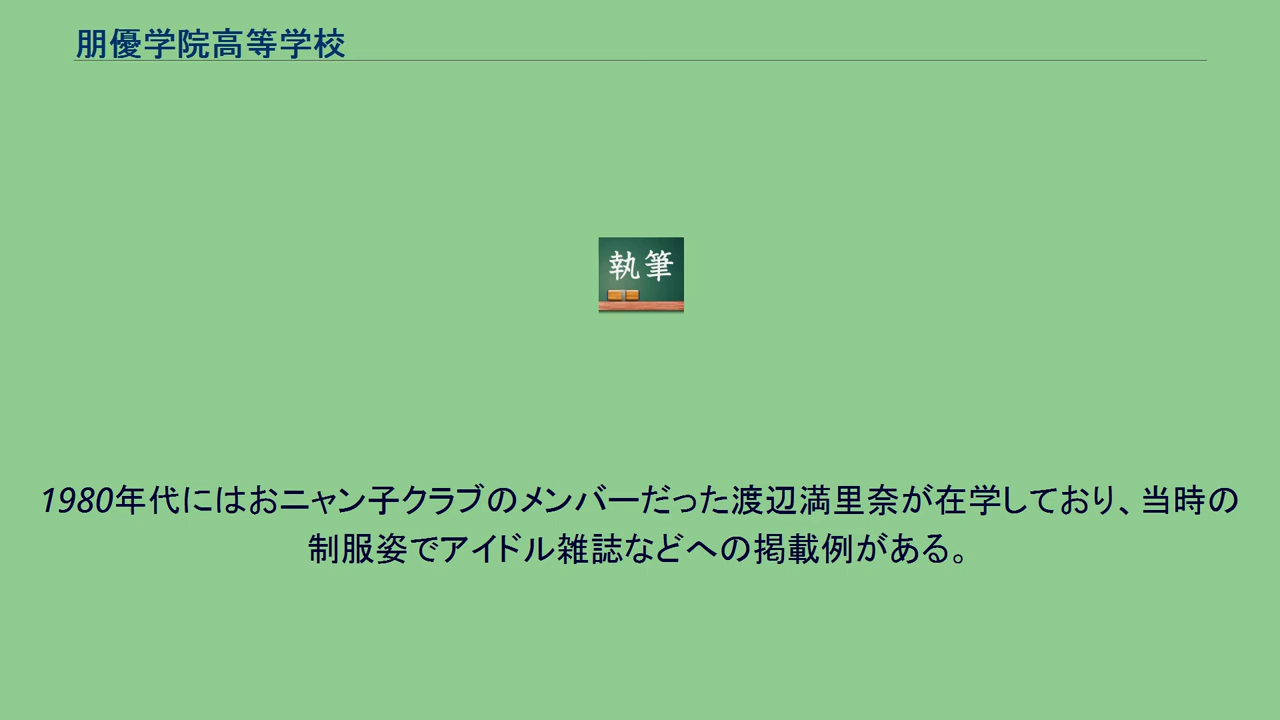 朋優学院高等学校
執筆
1980年代にはおニャン子クラブのメンバーだった渡辺満里奈が在学しており、当時の
制服姿でアイドル雑誌などへの掲載例がある。